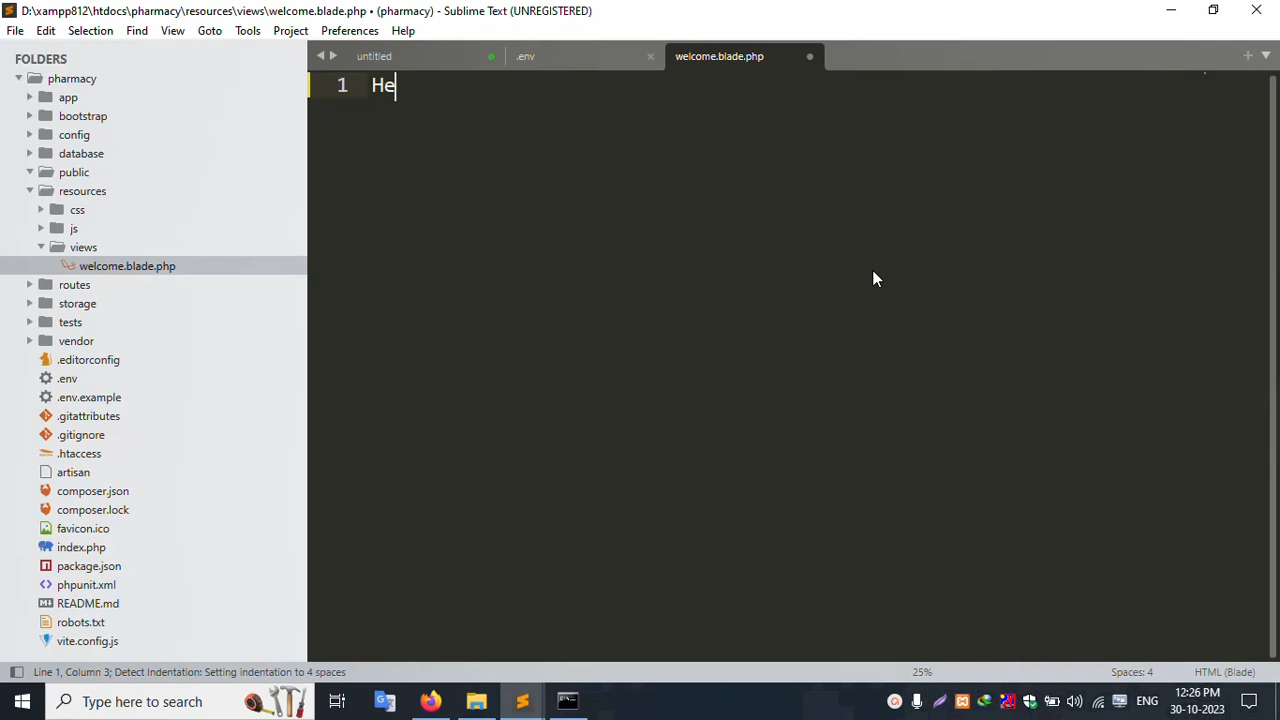 D:\xampp812\htdocs\pharmacy\resources\views\welcome.blade.php • (pharmacy) - Sublime Text (UNREGISTERED)
File Edit Selection Find View Goto Tools Project Preferences Help
FOLDERS
pharmacy
app
bootstrap
config
database
public
resources
css
js
views
welcome.blade.php
routes
storage
tests
vendor
.editorconfig
.env
.env.example
.gitattributes
.gitignore
.htaccess
artisan
composer.json
composer.lock
favicon.ico
index.php
package.json
phpunit.xml
README.md
robots.txt
vite.config.js
untitled .env welcome.blade.php
1 He
Line 1, Column 3; Detect Indentation: Setting indentation to 4 spaces 25% Spaces: 4 HTML (Blade)
Type here to search
ENG
12:26 PM
30-10-2023